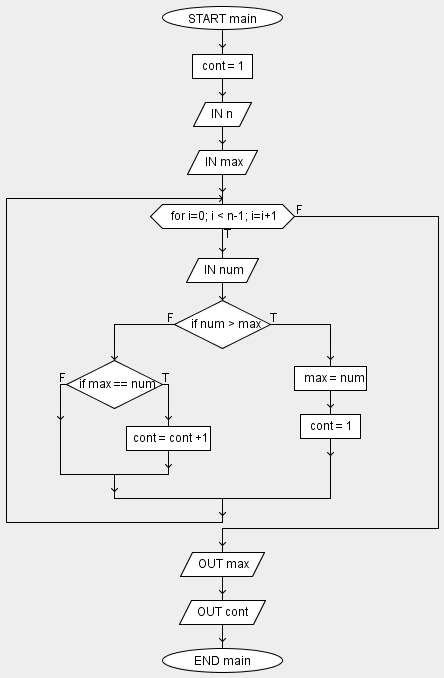 START main
cont = 1
IN n
IN max
for i=0; i < n-1; i=i+1
F
T
IN num
F
if num > max
T
F
if max == num
T
max = num
cont = cont +1
cont = 1
OUT max
OUT cont
END main